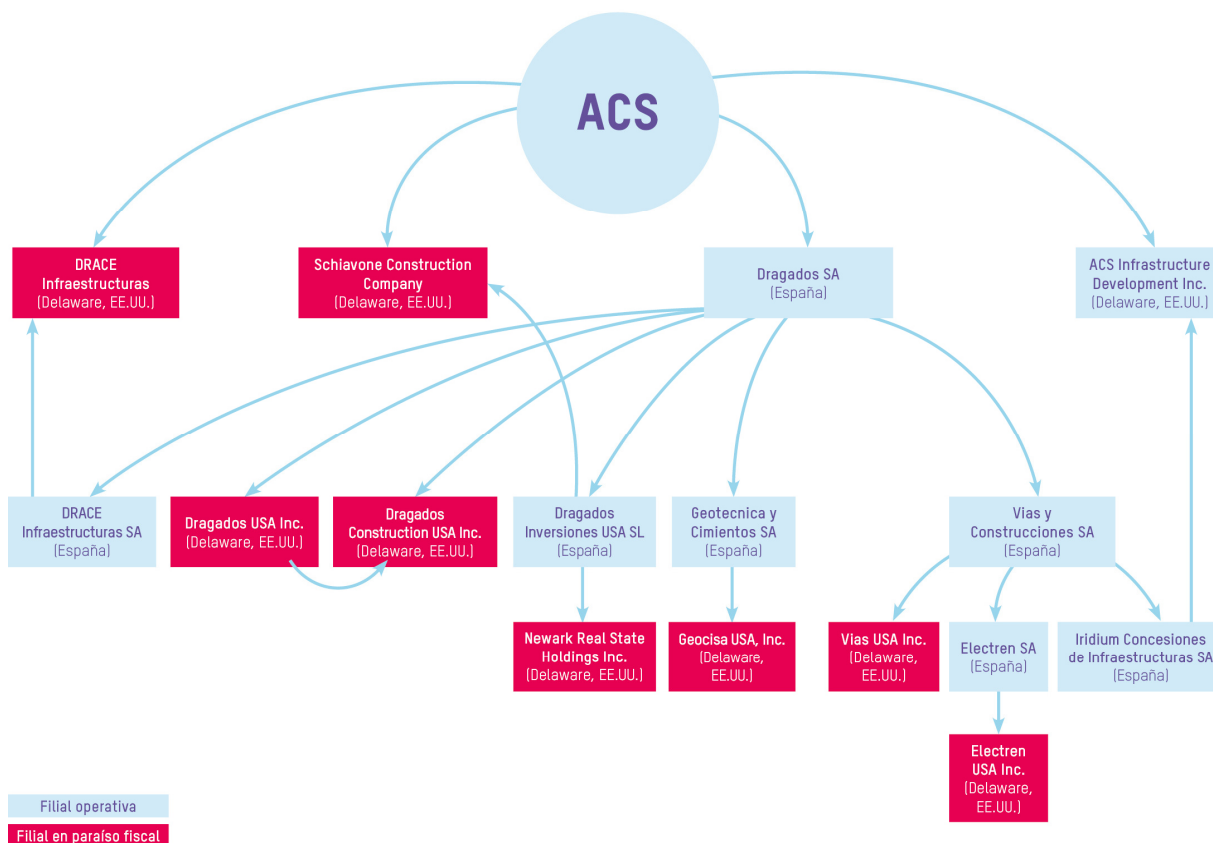 ACS
DRACE
Infraestructuras
(Delaware, EE.UU.)
Schiavone Construction
Company
(Delaware, EE.UU.)
Dragados SA
(España)
ACS Infrastructure
Development Inc.
(Delaware, EE.UU.)
DRACE
Infraestructuras SA
(España)
Dragados USA Inc.
(Delaware, EE.UU.)
Dragados
Construction USA Inc.
(Delaware, EE.UU.)
Dragados
Inversiones USA SL
(España)
Geotecnica y
Cimientos SA
(España)
Vias y
Construcciones SA
(España)
Newark Real State
Holdings Inc.
(Delaware, EE.UU.)
Geocisa USA, Inc.
(Delaware,
EE.UU.)
Vias USA Inc.
(Delaware,
EE.UU.)
Electren SA
(España)
Iridium Concesiones
de Infraestructuras SA
(España)
Electren
USA Inc.
(Delaware,
EE.UU.)
Filial operativa
Filial en paraíso fiscal